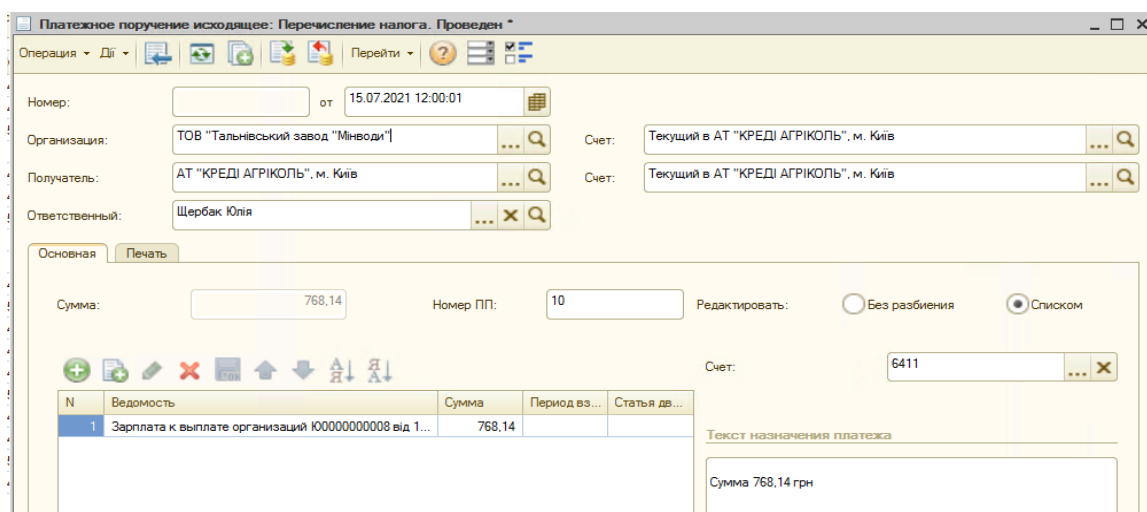 Платежное поручение исходящее: Перечисление налога. Проведен *
Операция Дії Перейти
Номер: от 15.07.2021 12:00:01
Организация: ТОВ "Тальнівський завод "Мінводи" ... Счет: Текущий в АТ "КРЕДІ АГРІКОЛЬ", м. Київ ...
Получатель: АТ "КРЕДІ АГРІКОЛЬ", м. Київ ... Счет: Текущий в АТ "КРЕДІ АГРІКОЛЬ", м. Київ ...
Ответственный: Щербак Юлія ...
Основная Печать
Сумма: 768,14 Номер ПП: 10 Редактировать: Без разбиения Списком
Счет: 6411 ...
N Ведомость Сумма Период вз... Статья дв...
1 Зарплата к выплате организаций Ю0000000008 від 1... 768,14
Текст назначения платежа
Сумма 768,14 грн